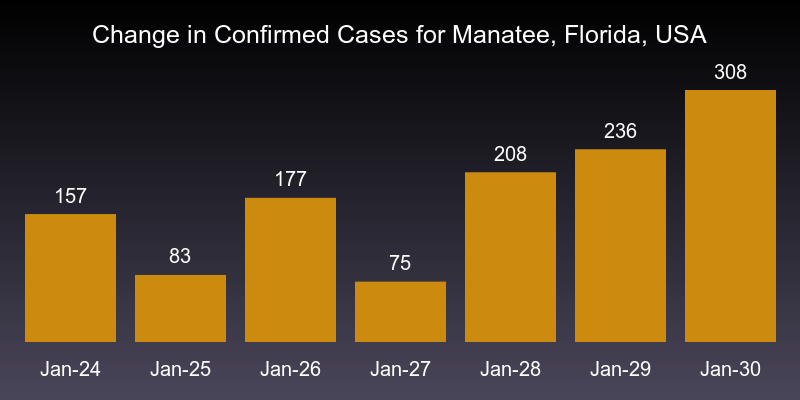 Change in Confirmed Cases for Manatee, Florida, USA
157
83
177
75
208
236
308
Jan-24
Jan-25
Jan-26
Jan-27
Jan-28
Jan-29
Jan-30